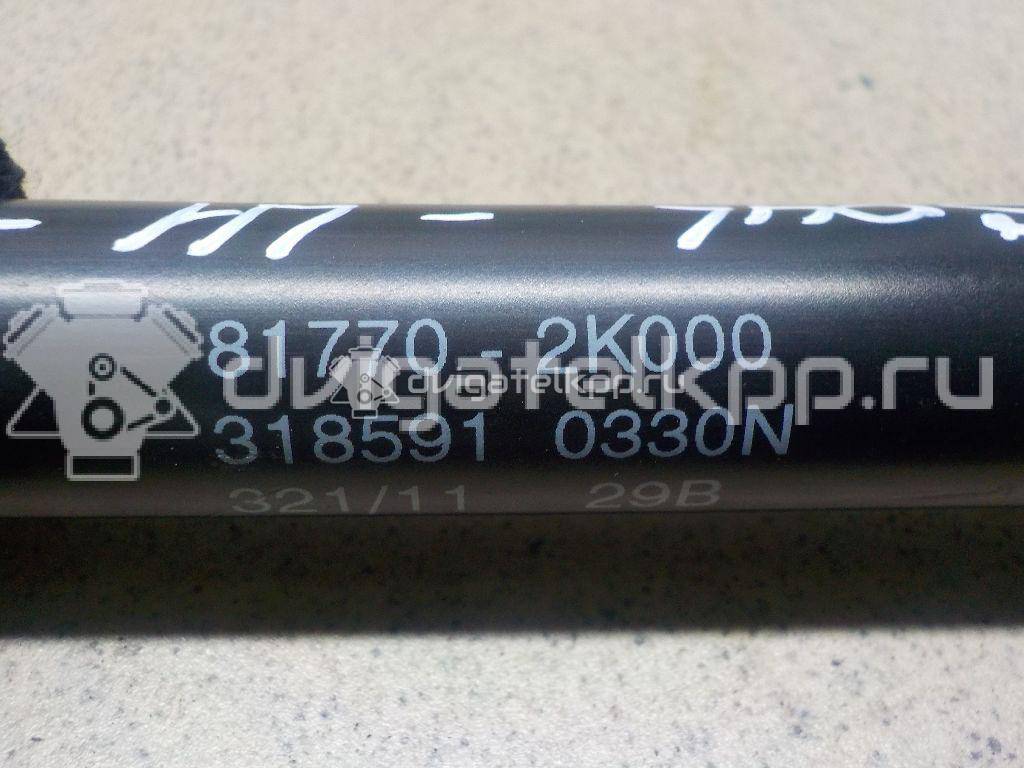 81770-2K000
318591 0330N
321/11 29B
dvigatelkpp.ru
dvigatelkpp.ru